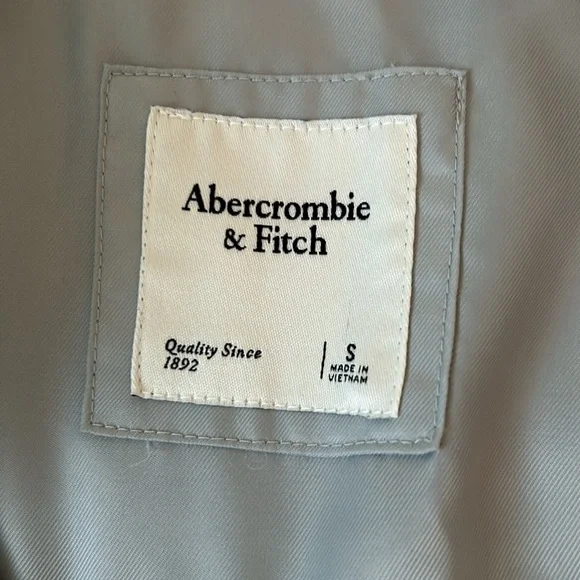 Abercrombie
& Fitch
Quality Since
1892
S
MADE IN
VIETNAM